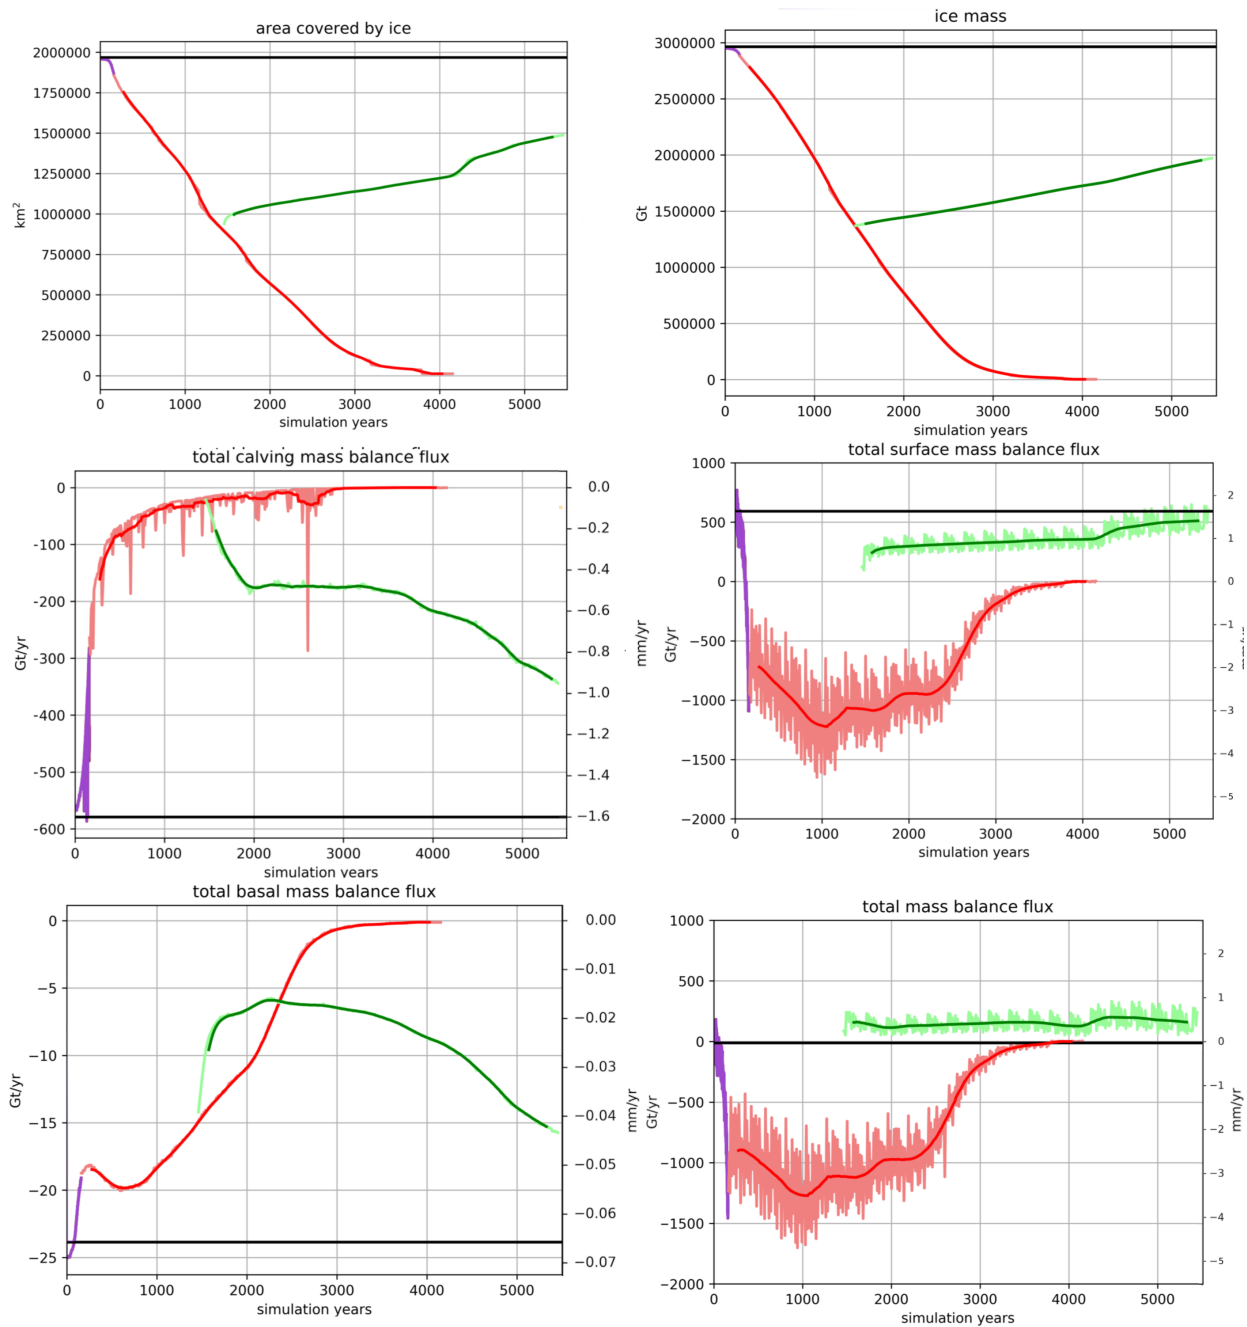 area covered by ice
2000000
1750000
1500000
1250000
1000000
750000
500000
250000
0
km²
0 1000 2000 3000 4000 5000
simulation years
ice mass
3000000
2500000
2000000
1500000
1000000
500000
0
Gt
0 1000 2000 3000 4000 5000
simulation years
total calving mass balance flux
0
-100
-200
-300
-400
-500
-600
Gt/yr
0.0
−0.2
−0.4
−0.6
−0.8
−1.0
−1.2
−1.4
−1.6
mm/yr
0 1000 2000 3000 4000 5000
simulation years
total surface mass balance flux
1000
500
0
−500
−1000
−1500
−2000
Gt/yr
2
1
0
−1
−2
−3
−4
−5
mm/yr
0 1000 2000 3000 4000 5000
simulation years
total basal mass balance flux
0
−5
−10
−15
−20
−25
Gt/yr
0.00
−0.01
−0.02
−0.03
−0.04
−0.05
−0.06
−0.07
mm/yr
0 1000 2000 3000 4000 5000
simulation years
total mass balance flux
1000
500
0
−500
−1000
−1500
−2000
Gt/yr
2
1
0
−1
−2
−3
−4
−5
mm/yr
0 1000 2000 3000 4000 5000
simulation years